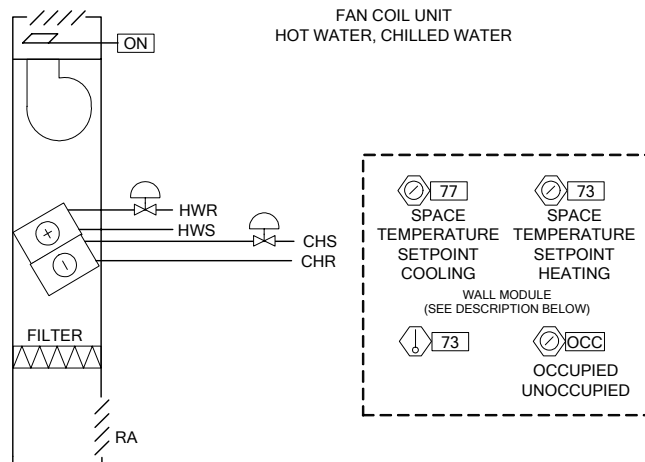 FAN COIL UNIT
HOT WATER, CHILLED WATER
ON
HWR
HWS
CHS
CHR
FILTER
RA
77
73
SPACE
TEMPERATURE
SETPOINT
COOLING
SPACE
TEMPERATURE
SETPOINT
HEATING
WALL MODULE
(SEE DESCRIPTION BELOW)
73
OCC
OCCUPIED
UNOCCUPIED